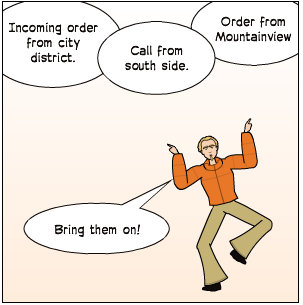 Incoming order
from city
district.
Call from
south side.
Order from
Mountainview
Bring them on!